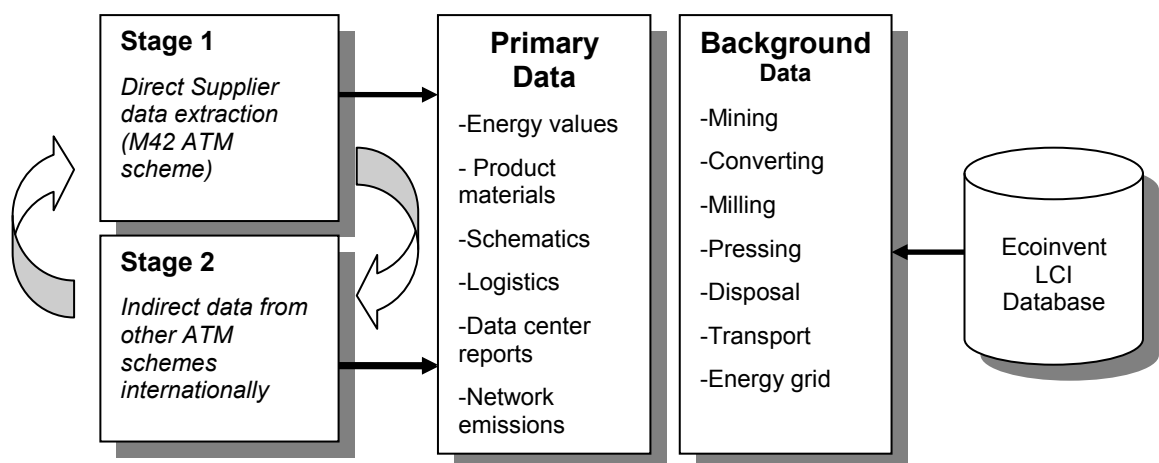 Stage 1
Direct Supplier
data extraction
(M42 ATM
scheme)
Stage 2
Indirect data from
other ATM
schemes
internationally
Primary
Data
-Energy values
- Product
materials
-Schematics
-Logistics
-Data center
reports
-Network
emissions
Background
Data
-Mining
-Converting
-Milling
-Pressing
-Disposal
-Transport
-Energy grid
Ecoinvent
LCI
Database